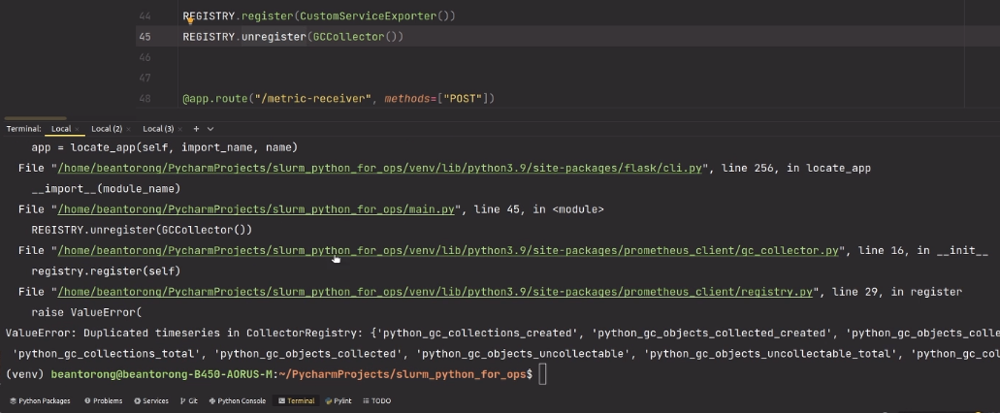 44 REGISTRY.register(CustomServiceExporter())
45 REGISTRY.unregister(GCCollector())
46
47
48 @app.route("/metric-receiver", methods=["POST"])
Terminal: Local × Local (2) × Local (3) × +
app = locate_app(self, import_name, name)
File "/home/beantorong/PycharmProjects/slurm_python_for_ops/venv/lib/python3.9/site-packages/flask/cli.py", line 256, in locate_app
__import__(module_name)
File "/home/beantorong/PycharmProjects/slurm_python_for_ops/main.py", line 45, in <module>
REGISTRY.unregister(GCCollector())
File "/home/beantorong/PycharmProjects/slurm_python_for_ops/venv/lib/python3.9/site-packages/prometheus_client/gc_collector.py", line 16, in __init__
registry.register(self)
File "/home/beantorong/PycharmProjects/slurm_python_for_ops/venv/lib/python3.9/site-packages/prometheus_client/registry.py", line 29, in register
raise ValueError(
ValueError: Duplicated timeseries in CollectorRegistry: {'python_gc_collections_created', 'python_gc_objects_collected_created', 'python_gc_objects_colle
'python_gc_collections_total', 'python_gc_objects_collected', 'python_gc_objects_uncollectable', 'python_gc_objects_uncollectable_total', 'python_gc_col
(venv) beantorong@beantorong-B450-AORUS-M:~/PycharmProjects/slurm_python_for_ops$
Python Packages Problems Services Git Python Console Terminal Pylint TODO